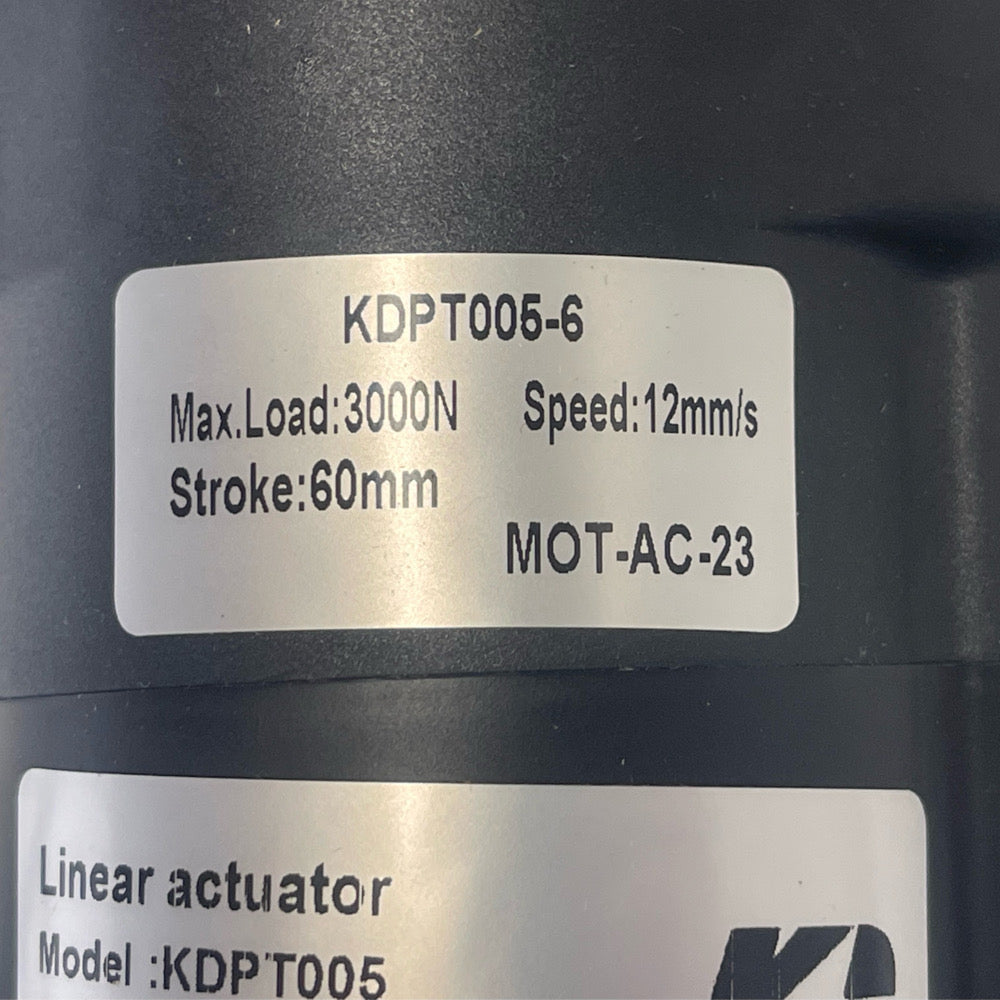 KDPT005-6
Max.Load:3000N Speed:12mm/s
Stroke:60mm
MOT-AC-23
Linear actuator
Model :KDPT005